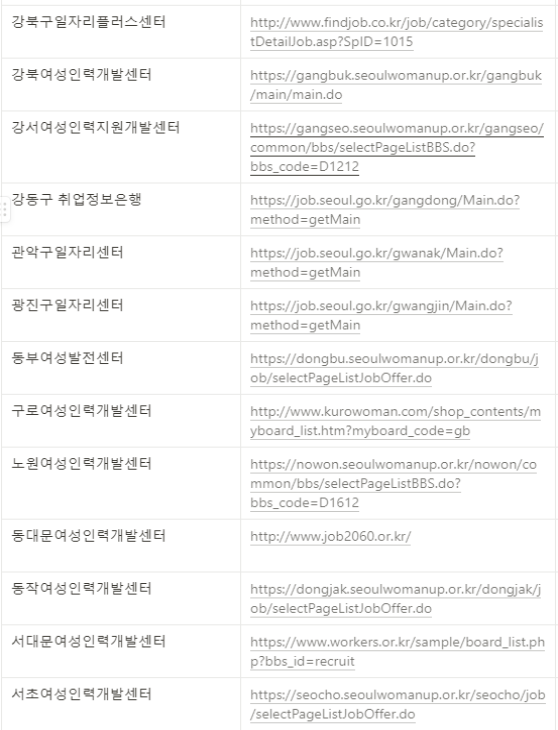 강북구일자리플러스센터
http://www.findjob.co.kr/job/category/specialis
tDetailJob.asp?SpID=1015
강북여성인력개발센터
https://gangbuk.seoulwomanup.or.kr/gangbuk
/main/main.do
강서여성인력지원개발센터
https://gangseo.seoulwomanup.or.kr/gangseo/
common/bbs/selectPageListBBS.do?
bbs_code=D1212
강동구 취업정보은행
https://job.seoul.go.kr/gangdong/Main.do?
method=getMain
관악구일자리센터
https://job.seoul.go.kr/gwanak/Main.do?
method=getMain
광진구일자리센터
https://job.seoul.go.kr/gwangjin/Main.do?
method=getMain
동부여성발전센터
https://dongbu.seoulwomanup.or.kr/dongbu/j
ob/selectPageListJobOffer.do
구로여성인력개발센터
http://www.kurowoman.com/shop_contents/m
yboard_list.htm?myboard_code=gb
노원여성인력개발센터
https://nowon.seoulwomanup.or.kr/nowon/co
mmon/bbs/selectPageListBBS.do?
bbs_code=D1612
동대문여성인력개발센터
http://www.job2060.or.kr/
동작여성인력개발센터
https://dongjak.seoulwomanup.or.kr/dongjak/j
ob/selectPageListJobOffer.do
서대문여성인력개발센터
https://www.workers.or.kr/sample/board_list.ph
p?bbs_id=recruit
서초여성인력개발센터
https://seocho.seoulwomanup.or.kr/seocho/job
/selectPageListJobOffer.do